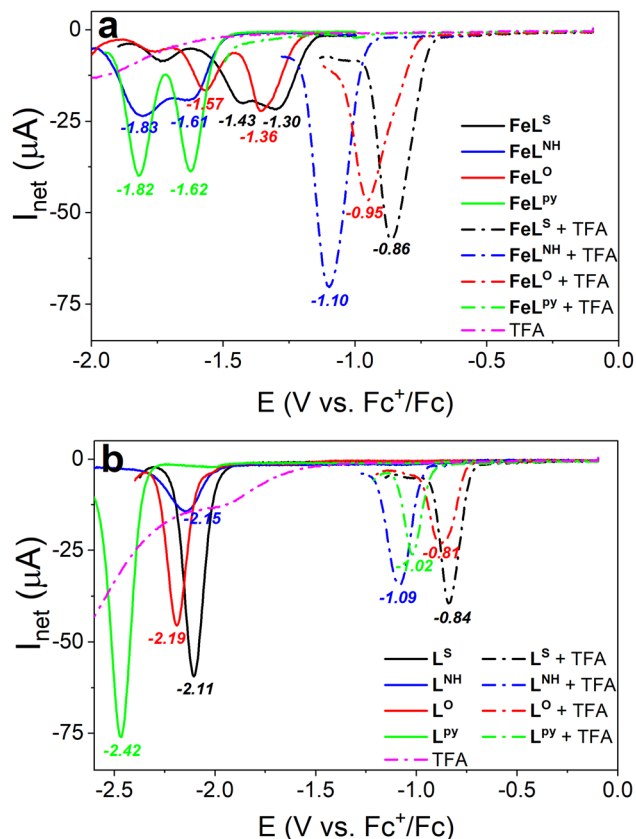 a
0
-25
-50
-75
I_net (μA)
-1.83
-1.61
-1.57
-1.43
-1.30
-1.36
-1.82
-1.62
-0.95
-0.86
-1.10
FeL^S
FeL^NH
FeL^O
FeL^py
FeL^S + TFA
FeL^NH + TFA
FeL^O + TFA
FeL^py + TFA
TFA
-2.0 -1.5 -1.0 -0.5 0.0
E (V vs. Fc⁺/Fc)
b
0
-25
-50
-75
I_net (μA)
-2.15
-2.19
-2.11
-2.42
-1.09
-1.02
-0.81
-0.84
L^S L^S + TFA
L^NH L^NH + TFA
L^O L^O + TFA
L^py L^py + TFA
TFA
-2.5 -2.0 -1.5 -1.0 -0.5 0.0
E (V vs. Fc⁺/Fc)